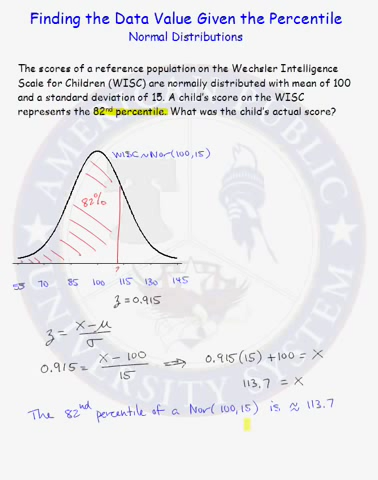 Finding the Data Value Given the Percentile
Normal Distributions
The scores of a reference population on the Wechsler Intelligence
Scale for Children (WISC) are normally distributed with mean of 100
and a standard deviation of 15. A child's score on the WISC
represents the 82nd percentile. What was the child's actual score?
WISC ~ Nor(100,15)
82%
?
55 70 85 100 115 130 145
z = 0.915
z = x-μ / σ
0.915 = x-100 / 15 ⟹ 0.915(15) + 100 = x
113.7 = x
The 82nd percentile of a Nor(100,15) is ≈ 113.7
AMERICAN PUBLIC
UNIVERSITY SYSTEM